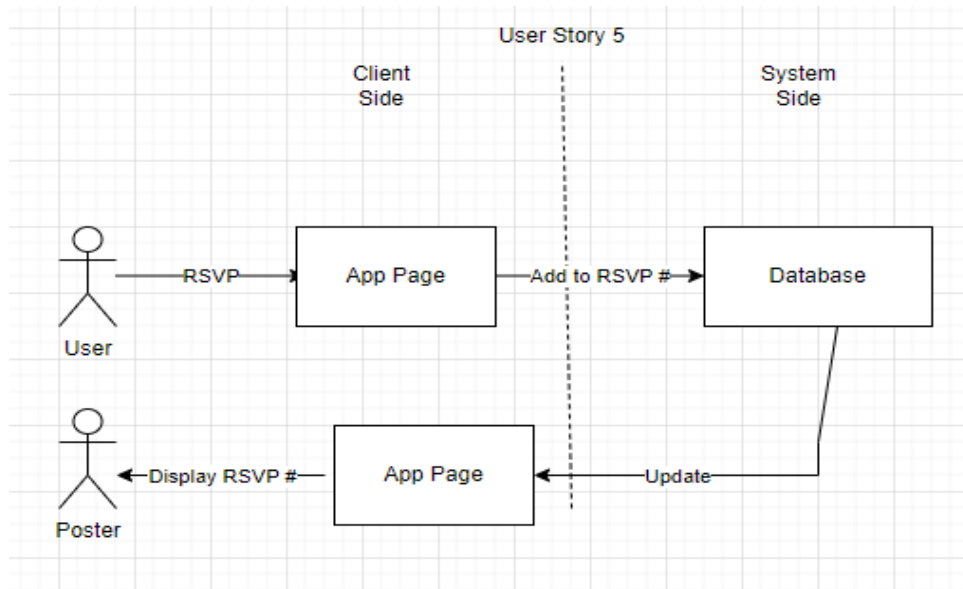 User Story 5
Client
Side
System
Side
RSVP
App Page
Add to RSVP #
Database
User
Display RSVP #
App Page
Update
Poster